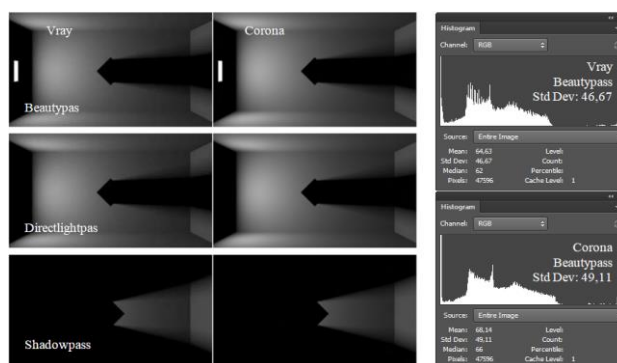 Vray
Corona
Beautypas
Directlightpas
Shadowpass
Histogram
Channel: RGB
Vray
Beautypass
Std Dev: 46,67
Source: Entire Image
Mean: 64,63 Level:
Std Dev: 46,67 Count:
Median: 62 Percentile:
Pixels: 47596 Cache Level: 1
Histogram
Channel: RGB
Corona
Beautypass
Std Dev: 49,11
Source: Entire Image
Mean: 68,14 Level:
Std Dev: 49,11 Count:
Median: 66 Percentile:
Pixels: 47596 Cache Level: 1